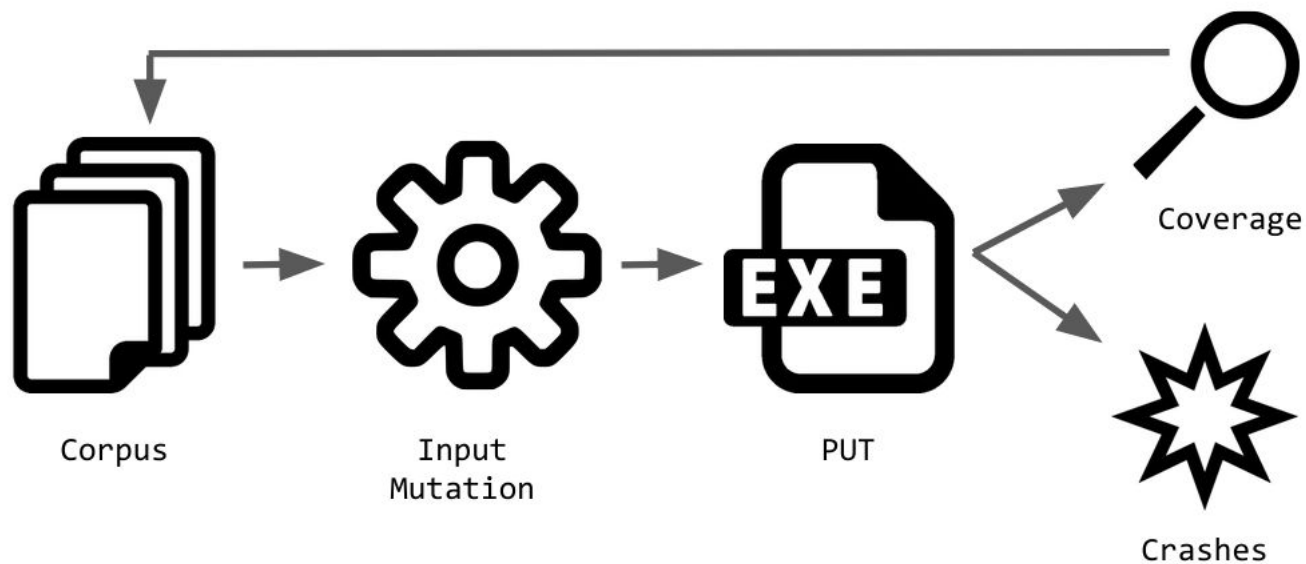 Coverage
EXE
Corpus
Input
Mutation
PUT
Crashes